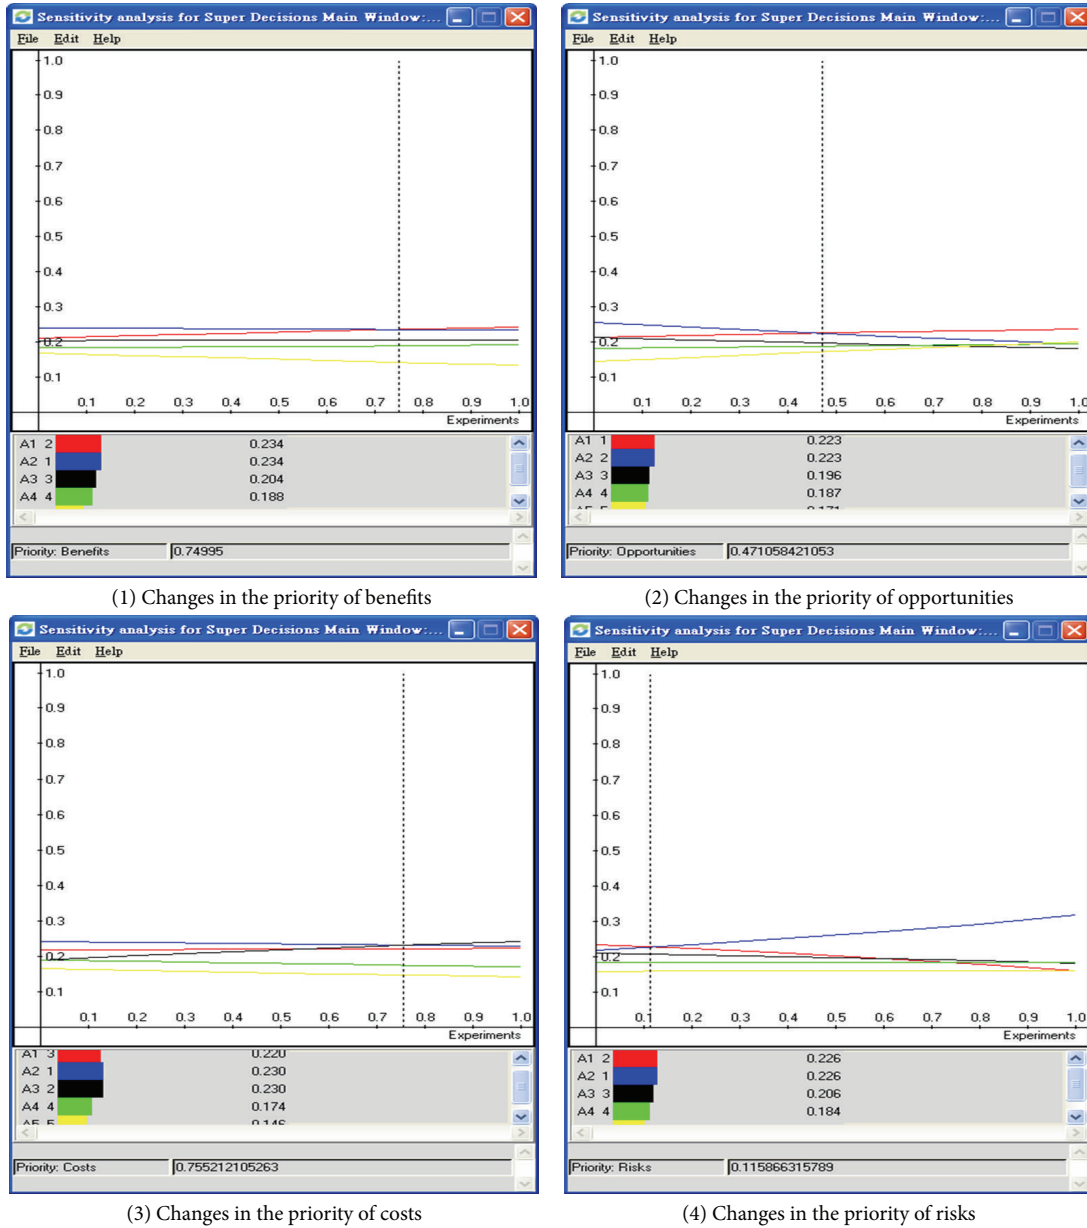 Sensitivity analysis for Super Decisions Main Window:...
File Edit Help
1.0
0.9
0.8
0.7
0.6
0.5
0.4
0.3
0.2
0.1
0.1 0.2 0.3 0.4 0.5 0.6 0.7 0.8 0.9 1.0
Experiments
A1 2 0.234
A2 1 0.234
A3 3 0.204
A4 4 0.188
Priority: Benefits 0.74995
(1) Changes in the priority of benefits
Sensitivity analysis for Super Decisions Main Window:...
File Edit Help
1.0
0.9
0.8
0.7
0.6
0.5
0.4
0.3
0.2
0.1
0.1 0.2 0.3 0.4 0.5 0.6 0.7 0.8 0.9 1.0
Experiments
A1 1 0.223
A2 2 0.223
A3 3 0.196
A4 4 0.187
A5 5 0.171
Priority: Opportunities 0.471058421053
(2) Changes in the priority of opportunities
Sensitivity analysis for Super Decisions Main Window:...
File Edit Help
1.0
0.9
0.8
0.7
0.6
0.5
0.4
0.3
0.2
0.1
0.1 0.2 0.3 0.4 0.5 0.6 0.7 0.8 0.9 1.0
Experiments
A1 3 0.220
A2 1 0.230
A3 2 0.230
A4 4 0.174
A5 5 0.146
Priority: Costs 0.755212105263
(3) Changes in the priority of costs
Sensitivity analysis for Super Decisions Main Window:...
File Edit Help
1.0
0.9
0.8
0.7
0.6
0.5
0.4
0.3
0.2
0.1
0.1 0.2 0.3 0.4 0.5 0.6 0.7 0.8 0.9 1.0
Experiments
A1 2 0.226
A2 1 0.226
A3 3 0.206
A4 4 0.184
Priority: Risks 0.115866315789
(4) Changes in the priority of risks